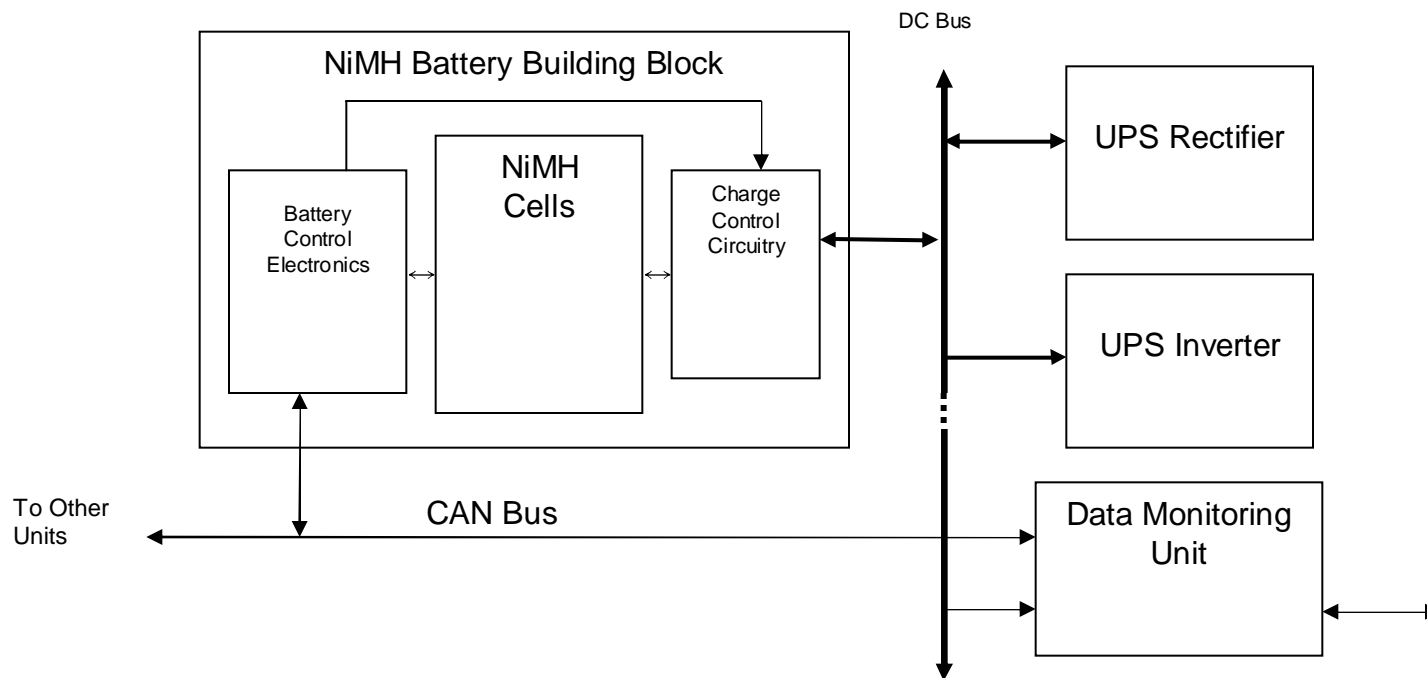 DC Bus
NiMH Battery Building Block
Battery
Control
Electronics
NiMH
Cells
Charge
Control
Circuitry
UPS Rectifier
UPS Inverter
To Other
Units
CAN Bus
Data Monitoring
Unit